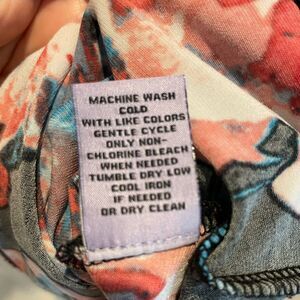 MACHINE WASH
COLD
WITH LIKE COLORS
GENTLE CYCLE
ONLY NON-
CHLORINE BLEACH
WHEN NEEDED
TUMBLE DRY LOW
COOL IRON
IF NEEDED
OR DRY CLEAN